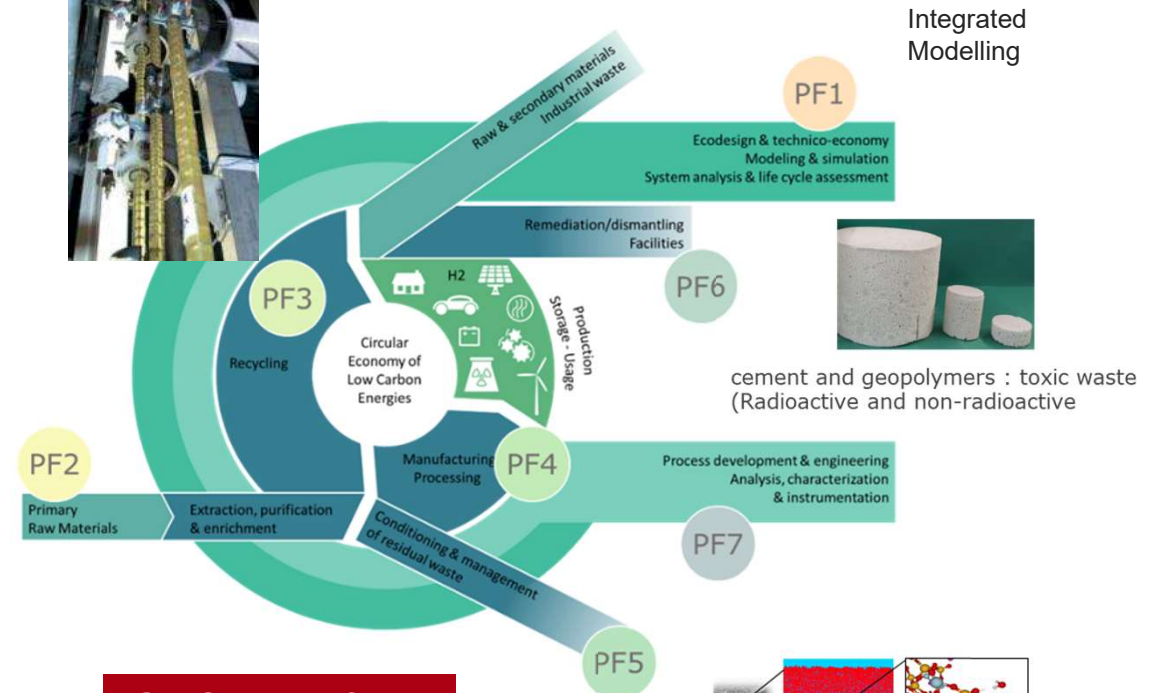 Integrated
Modelling
Raw & secondary materials
Industrial waste
PF1
Ecodesign & technico-economy
Modeling & simulation
System analysis & life cycle assessment
Remediation/dismantling
Facilities
PF6
PF3
H2
Production
Storage - Usage
Recycling
Circular
Economy of
Low Carbon
Energies
cement and geopolymers : toxic waste
(Radioactive and non-radioactive
PF2
Manufacturing
Processing
PF4
Process development & engineering
Analysis, characterization
& instrumentation
Primary
Raw Materials
Extraction, purification
& enrichment
Conditioning & management
of residual waste
PF7
PF5